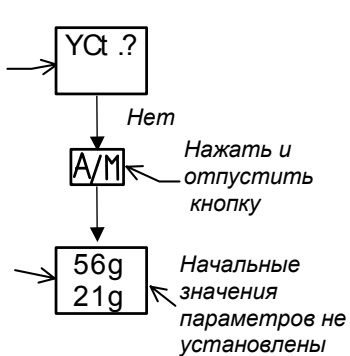 YCt .?
Нет
A/M
Нажать и
отпустить
кнопку
56g
21g
Начальные
значения
параметров не
установлены